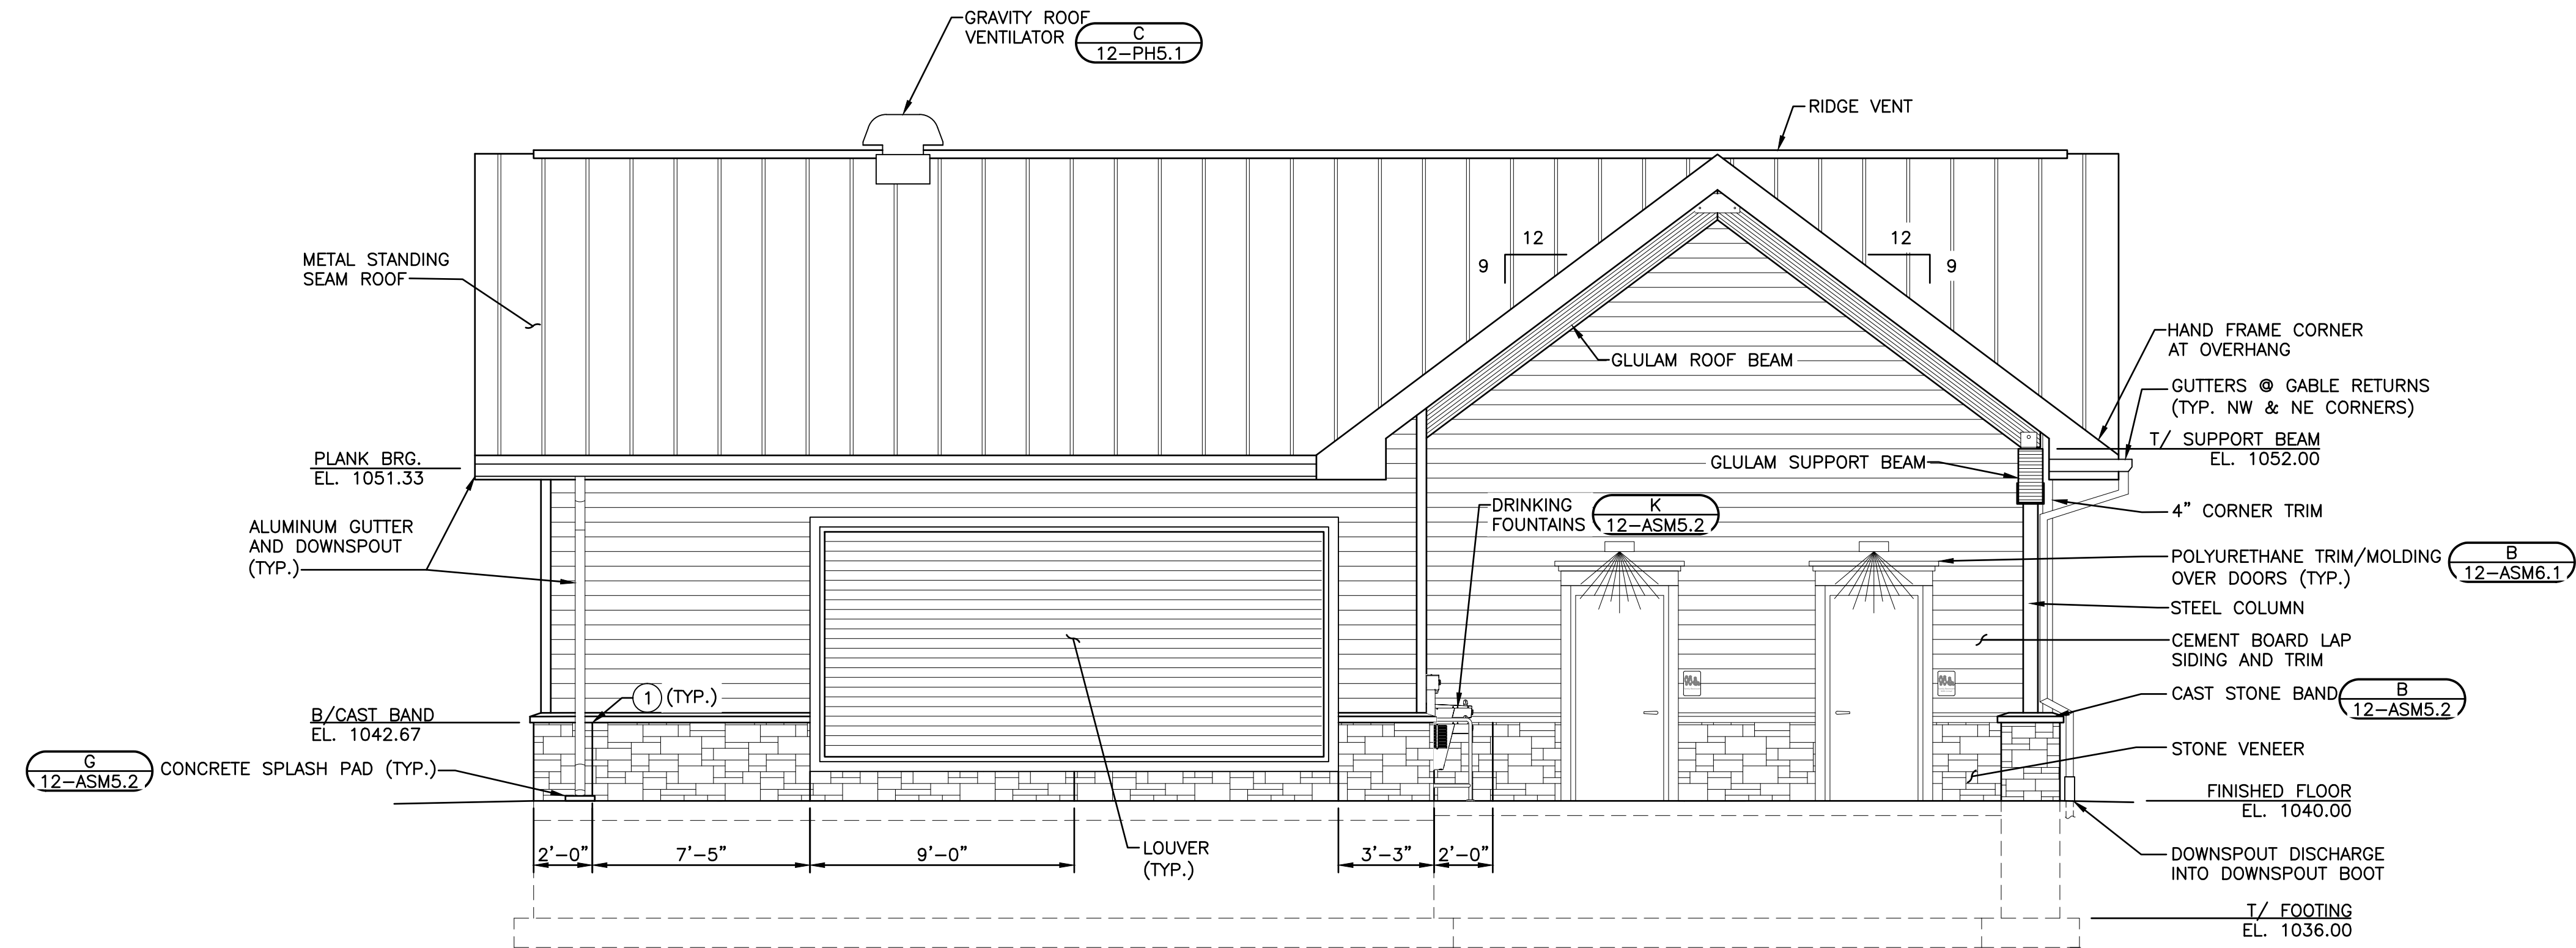 GRAVITY ROOF
VENTILATOR
C
12-PH5.1
RIDGE VENT
METAL STANDING
SEAM ROOF
12
9
12
9
HAND FRAME CORNER
AT OVERHANG
GLULAM ROOF BEAM
GUTTERS @ GABLE RETURNS
(TYP. NW & NE CORNERS)
T/ SUPPORT BEAM
EL. 1052.00
PLANK BRG.
EL. 1051.33
GLULAM SUPPORT BEAM
DRINKING
FOUNTAINS
K
12-ASM5.2
4" CORNER TRIM
ALUMINUM GUTTER
AND DOWNSPOUT
(TYP.)
POLYURETHANE TRIM/MOLDING
OVER DOORS (TYP.)
B
12-ASM6.1
STEEL COLUMN
CEMENT BOARD LAP
SIDING AND TRIM
1 (TYP.)
CAST STONE BAND
B
12-ASM5.2
B/CAST BAND
EL. 1042.67
STONE VENEER
G
12-ASM5.2
CONCRETE SPLASH PAD (TYP.)
FINISHED FLOOR
EL. 1040.00
2'-0"
7'-5"
9'-0"
LOUVER
(TYP.)
3'-3"
2'-0"
DOWNSPOUT DISCHARGE
INTO DOWNSPOUT BOOT
T/ FOOTING
EL. 1036.00